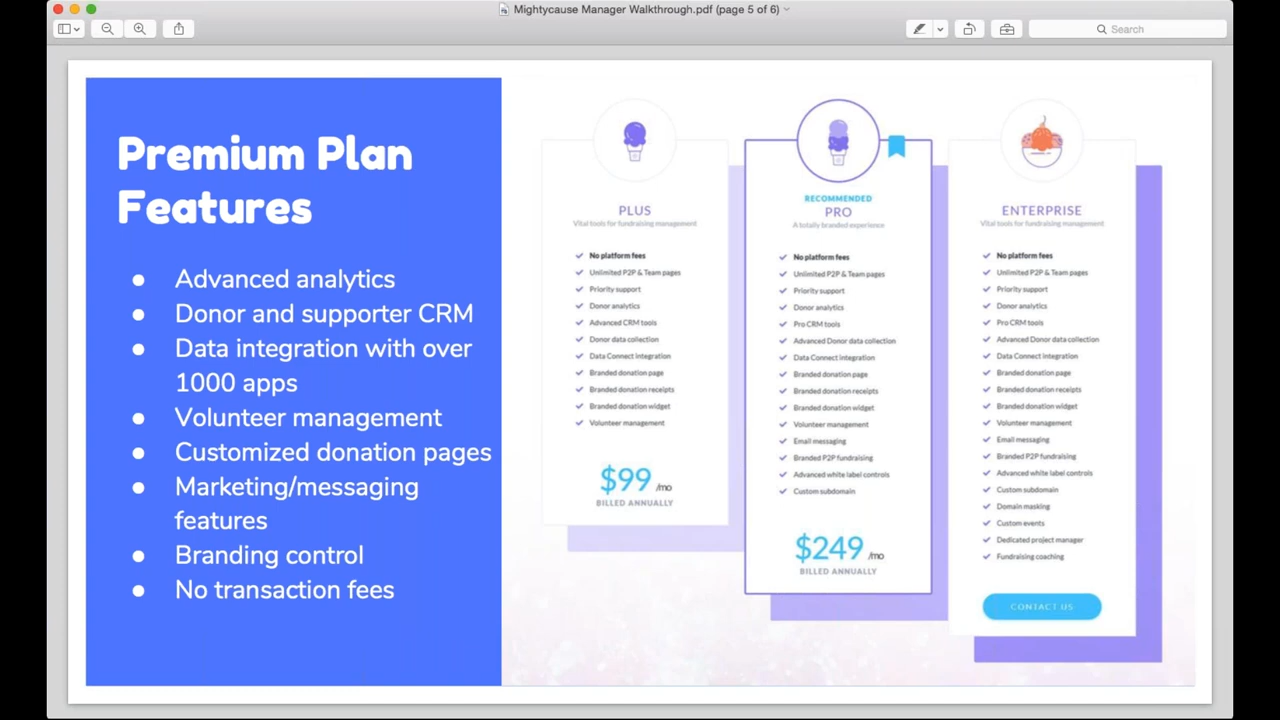 Mightycause Manager Walkthrough.pdf (page 5 of 6)
Search
Premium Plan
Features
● Advanced analytics
● Donor and supporter CRM
● Data integration with over
1000 apps
● Volunteer management
● Customized donation pages
● Marketing/messaging
features
● Branding control
● No transaction fees
PLUS
Vital tools for fundraising management
No platform fees
Unlimited P2P & Team pages
Priority support
Donor analytics
Advanced CRM tools
Donor data collection
Data Connect integration
Branded donation page
Branded donation receipts
Branded donation widget
Volunteer management
$99 /mo
BILLED ANNUALLY
RECOMMENDED
PRO
A totally branded experience
No platform fees
Unlimited P2P & Team pages
Priority support
Donor analytics
Pro CRM tools
Advanced Donor data collection
Data Connect integration
Branded donation page
Branded donation receipts
Branded donation widget
Volunteer management
Email messaging
Branded P2P fundraising
Advanced white label controls
Custom subdomain
$249 /mo
BILLED ANNUALLY
ENTERPRISE
Vital tools for fundraising management
No platform fees
Unlimited P2P & Team pages
Priority support
Donor analytics
Pro CRM tools
Advanced Donor data collection
Data Connect integration
Branded donation page
Branded donation receipts
Branded donation widget
Volunteer management
Email messaging
Branded P2P fundraising
Advanced white label controls
Custom subdomain
Domain masking
Custom events
Dedicated project manager
Fundraising coaching
CONTACT US